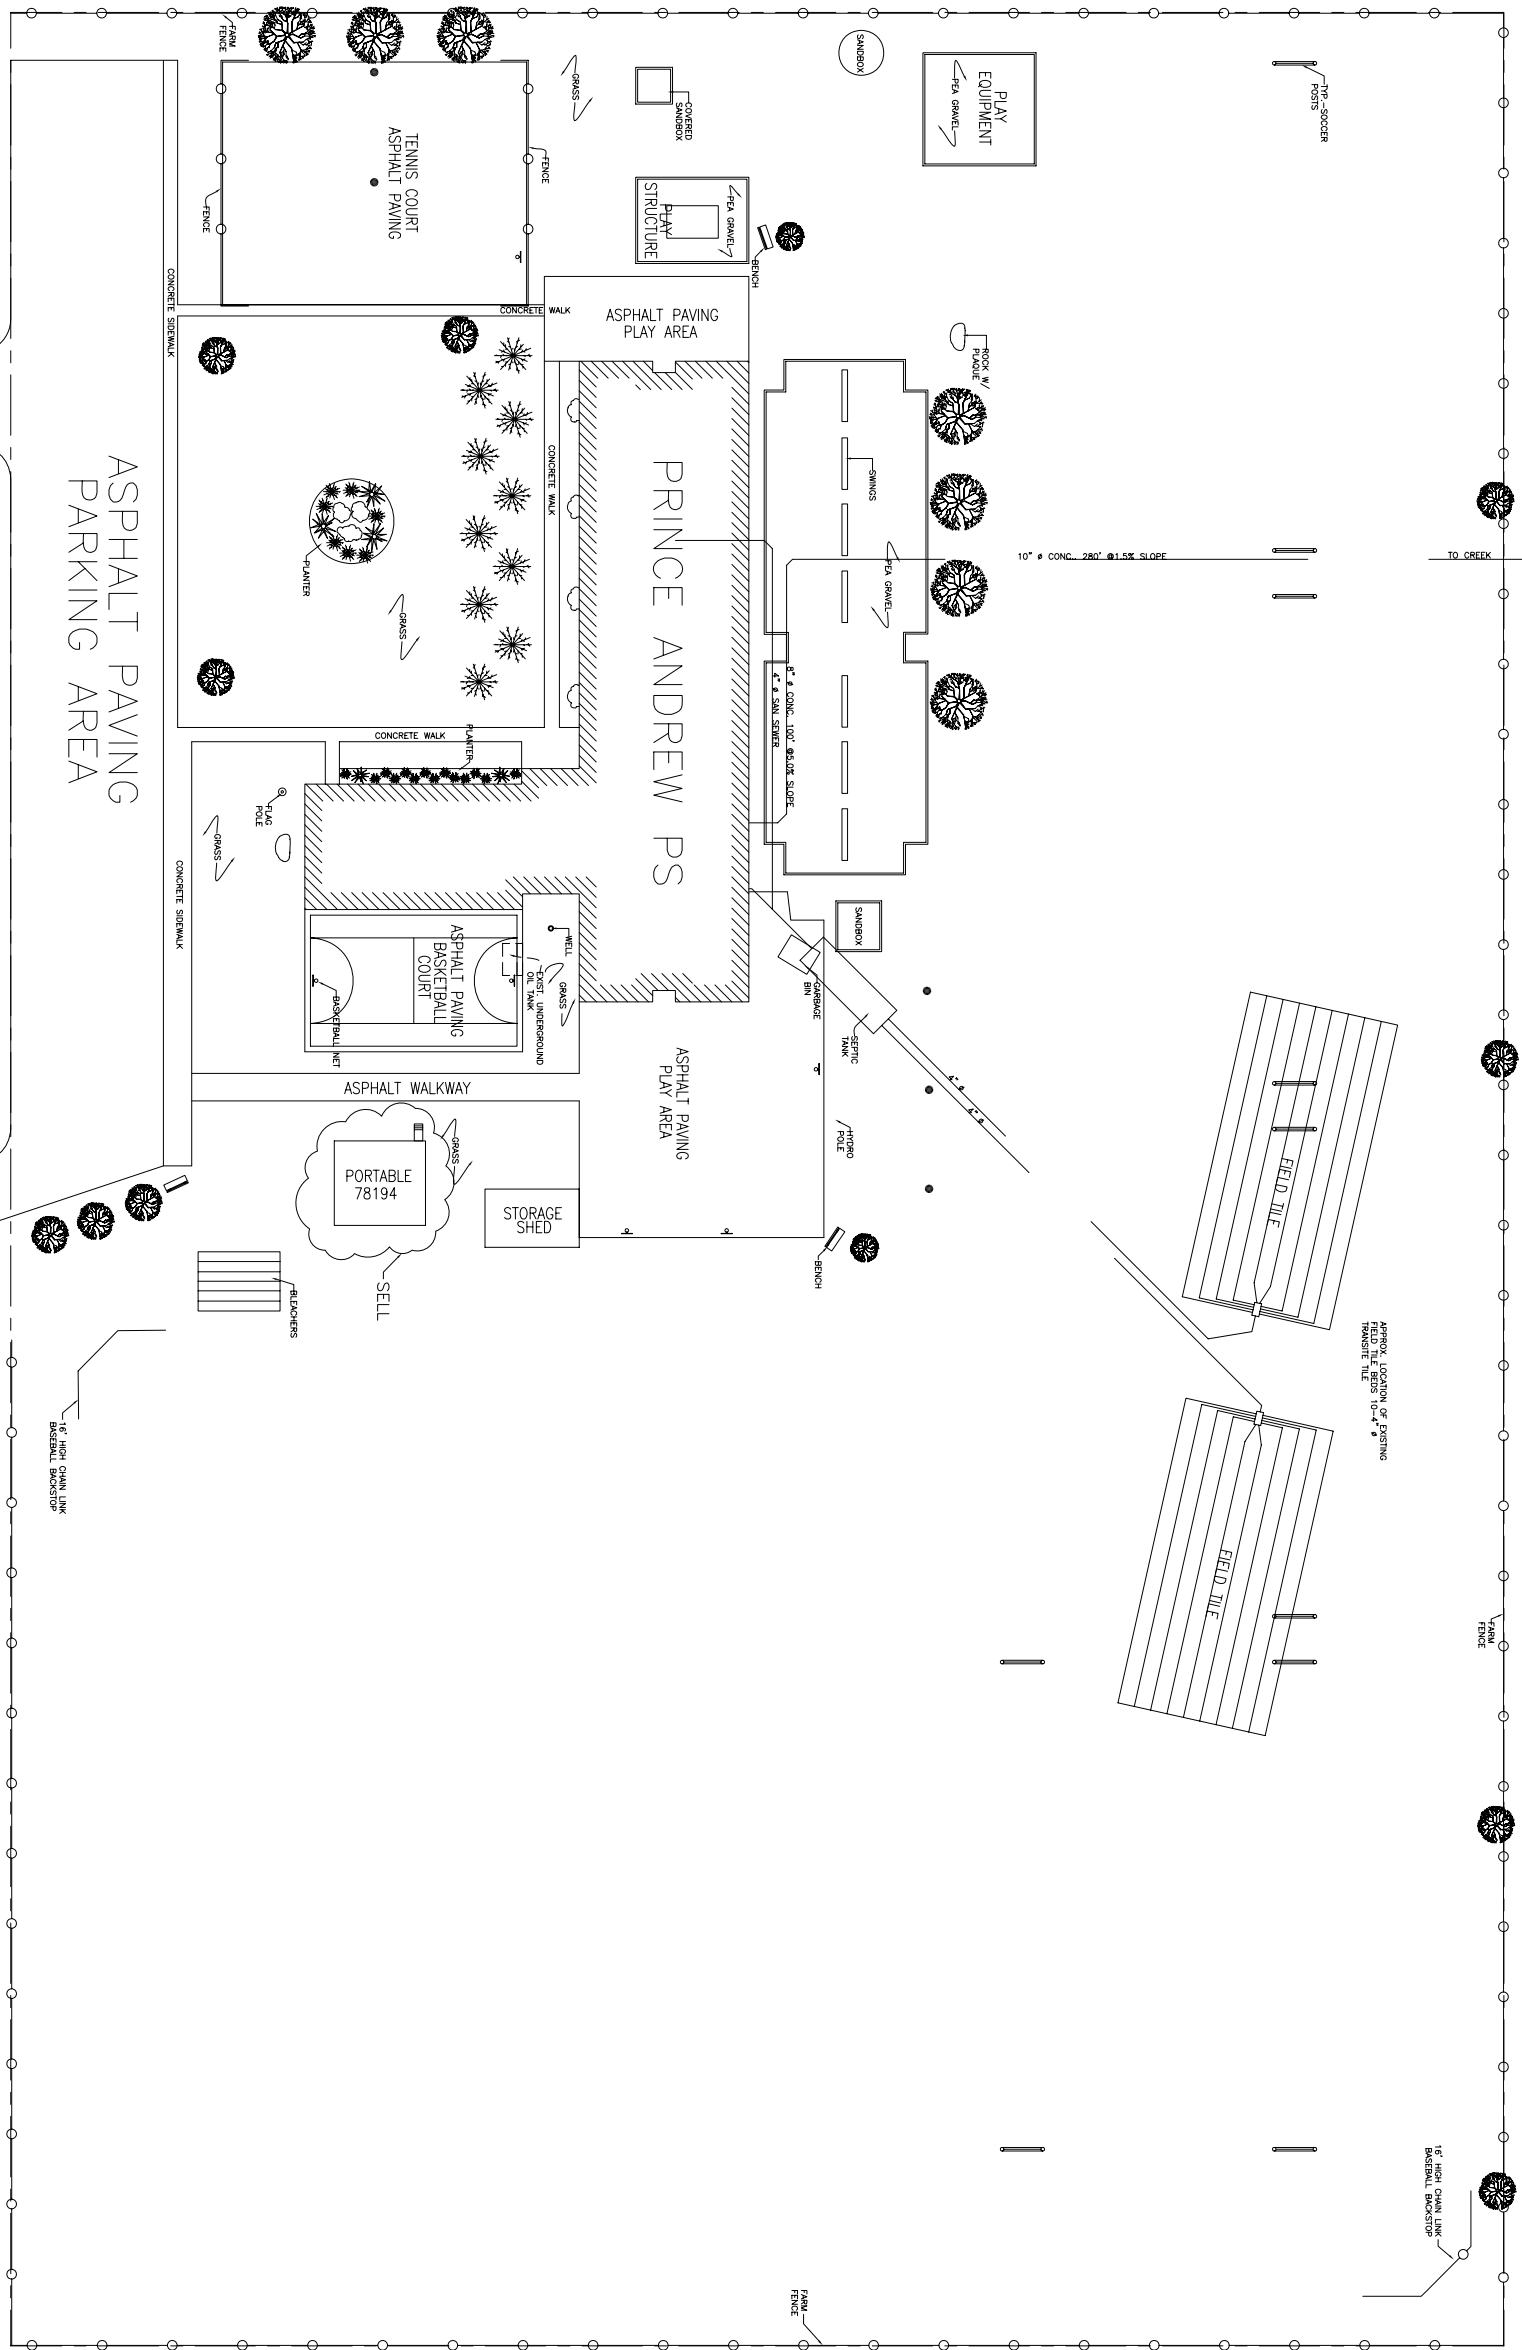 FARM
FENCE
GRASS
COVERED
SANDBOX
SANDBOX
PLAY
EQUIPMENT
PEA GRAVEL
TYP.-SOCCER
POSTS
TENNIS COURT
ASPHALT PAVING
FENCE
FENCE
PLAY
STRUCTURE
PEA GRAVEL
BENCH
CONCRETE SIDEWALK
CONCRETE WALK
ASPHALT PAVING
PLAY AREA
ROCK W/
PLAQUE
CONCRETE WALK
SWINGS
PEA GRAVEL
10" ø CONC., 280' @1.5% SLOPE
TO CREEK
PLANTER
GRASS
PRINCE ANDREW PS
8" ø CONC. 100' @5.0% SLOPE
4" ø SAN SEWER
ASPHALT PAVING
PARKING AREA
CONCRETE WALK
PLANTER
FLAG
POLE
GRASS
CONCRETE SIDEWALK
ASPHALT PAVING
BASKETBALL
COURT
BASKETBALL NET
WELL
EXIST. UNDERGROUND
OIL TANK
GRASS
SANDBOX
GARBAGE
BIN
SEPTIC
TANK
4" ø
4" ø
ASPHALT PAVING
PLAY AREA
HYDRO
POLE
ASPHALT WALKWAY
GRASS
PORTABLE
78194
STORAGE
SHED
SELL
BENCH
BLEACHERS
FIELD TILE
APPROX. LOCATION OF EXISTING
FIELD TILE BEDS 10-4" ø
TRANSITE TILE
16' HIGH CHAIN LINK
BASEBALL BACKSTOP
FIELD TILE
FARM
FENCE
16' HIGH CHAIN LINK
BASEBALL BACKSTOP
FARM
FENCE